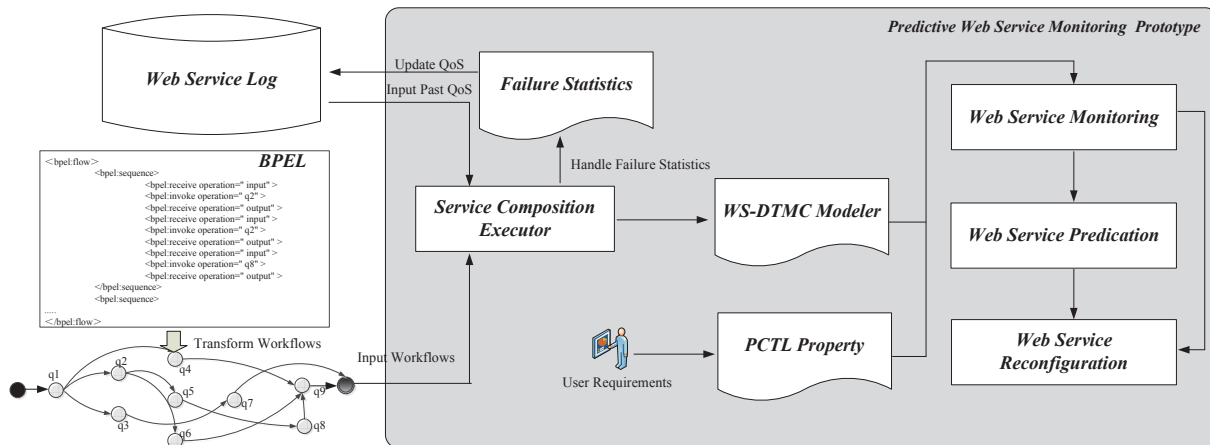 Predictive Web Service Monitoring Prototype
Web Service Log
Update QoS
Input Past QoS
Failure Statistics
Handle Failure Statistics
Web Service Monitoring
BPEL
<bpel:flow>
<bpel:sequence>
<bpel:receive operation=" input" >
<bpel:invoke operation=" q2" >
<bpel:receive operation=" output" >
<bpel:receive operation=" input" >
<bpel:invoke operation=" q2" >
<bpel:receive operation=" output" >
<bpel:receive operation=" input" >
<bpel:invoke operation=" q8" >
<bpel:receive operation=" output" >
</bpel:sequence>
<bpel:sequence>
.....
</bpel:flow>
Service Composition
Executor
WS-DTMC Modeler
Web Service Predication
Transform Workflows
Input Workflows
User Requirements
PCTL Property
Web Service
Reconfiguration
q1
q2
q3
q4
q5
q6
q7
q8
q9